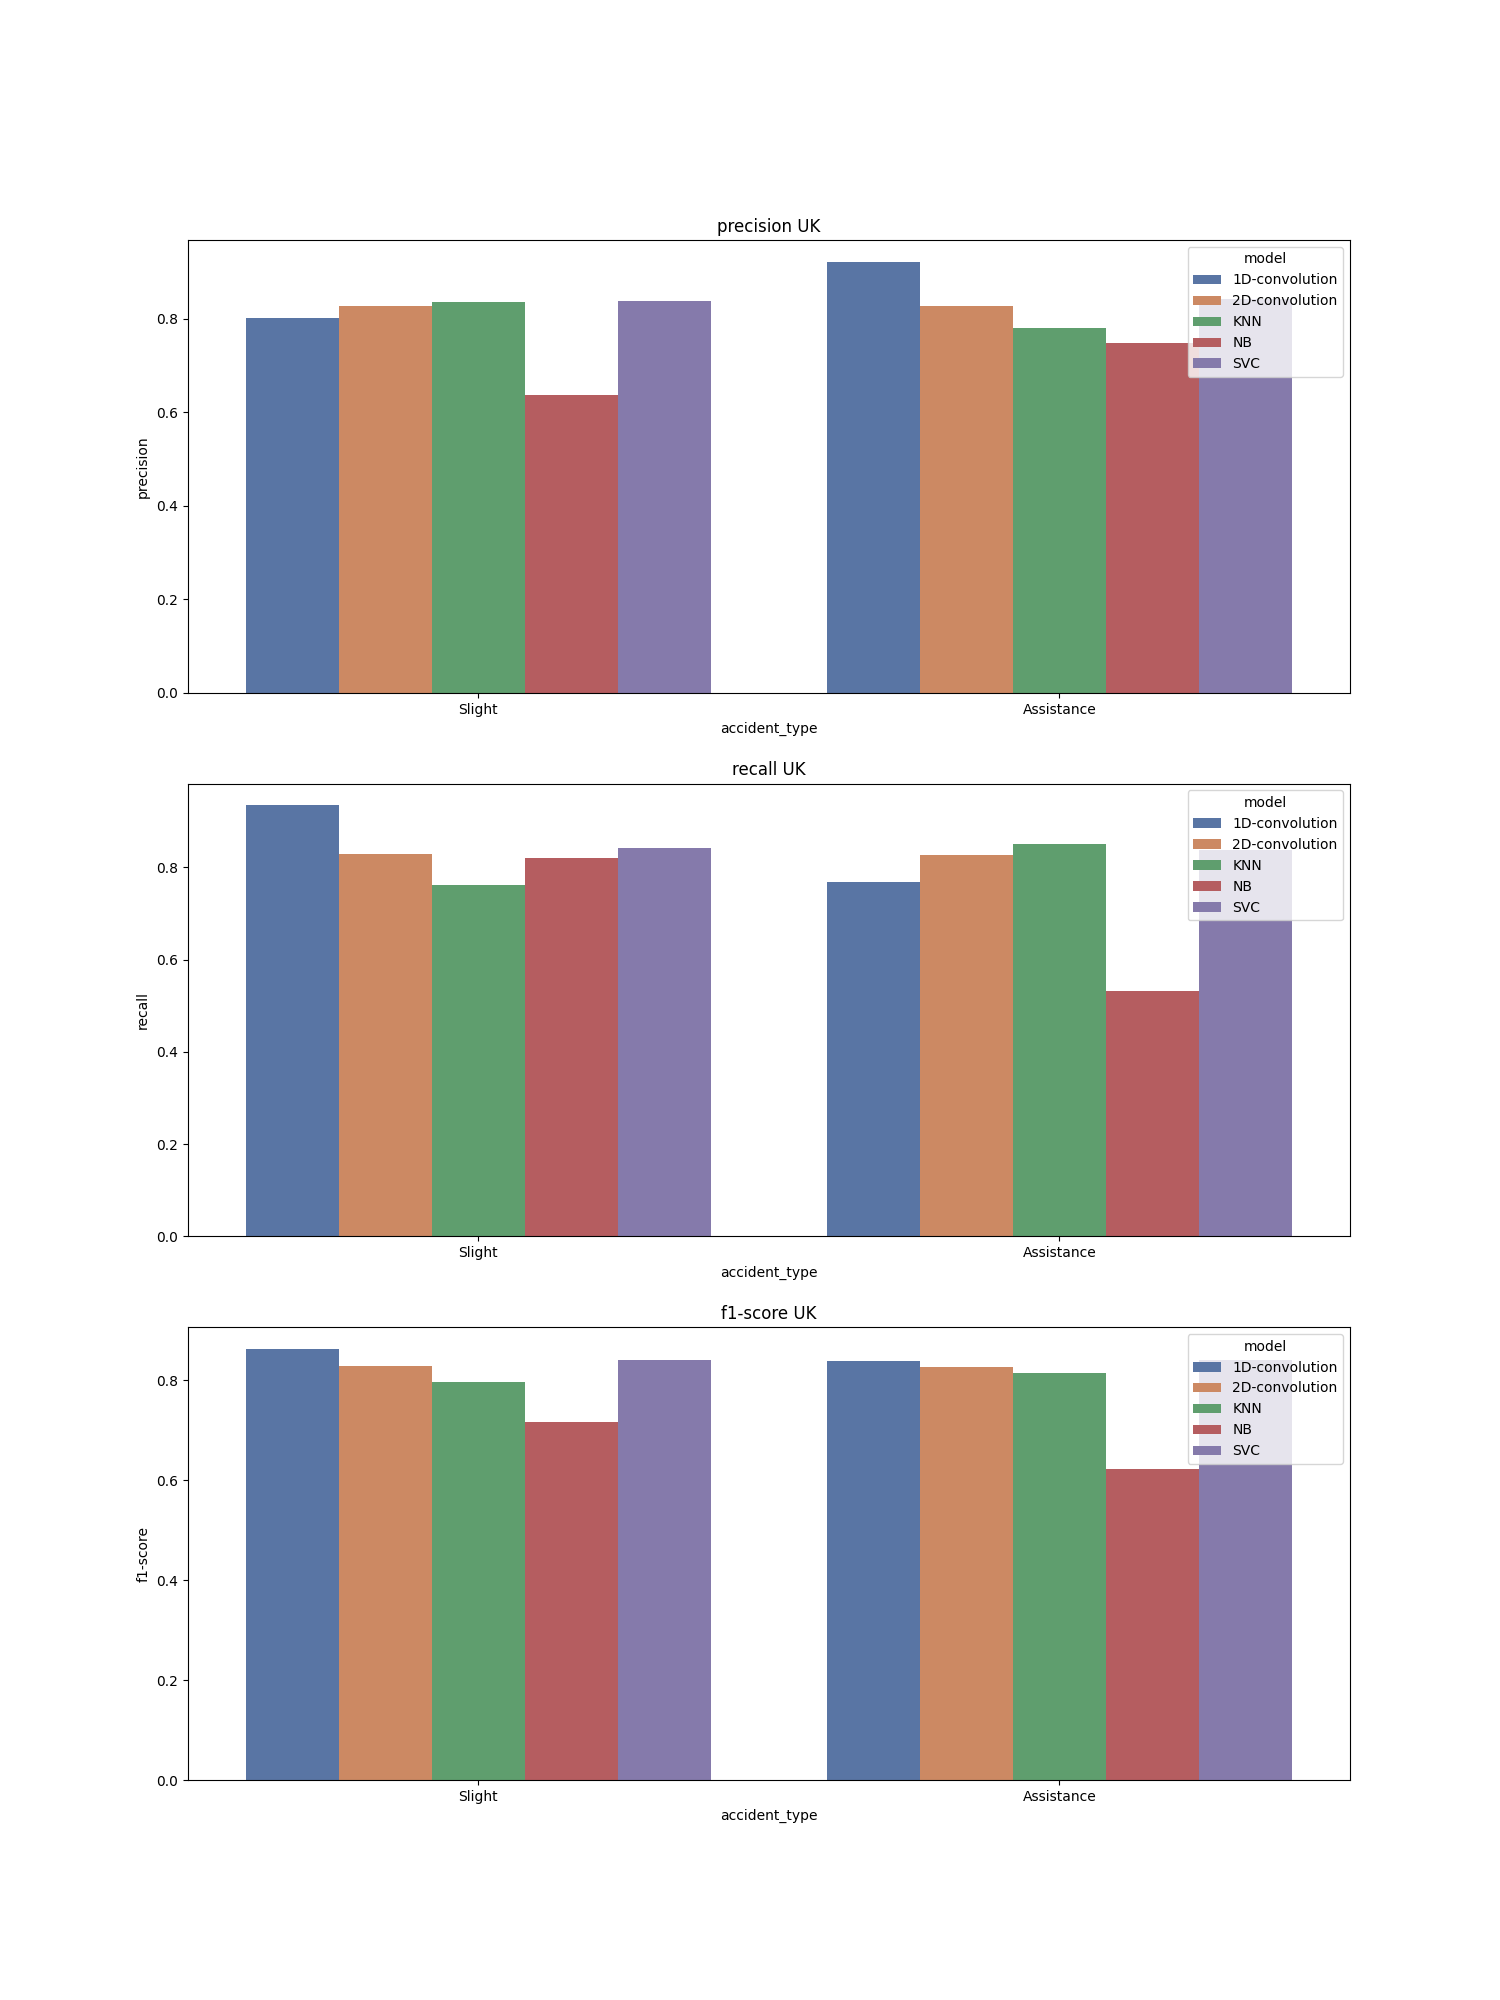 precision UK
model
1D-convolution
2D-convolution
KNN
NB
SVC
0.8
0.6
0.4
0.2
0.0
precision
Slight
Assistance
accident_type
recall UK
model
1D-convolution
2D-convolution
KNN
NB
SVC
0.8
0.6
0.4
0.2
0.0
recall
Slight
Assistance
accident_type
f1-score UK
model
1D-convolution
2D-convolution
KNN
NB
SVC
0.8
0.6
0.4
0.2
0.0
f1-score
Slight
Assistance
accident_type